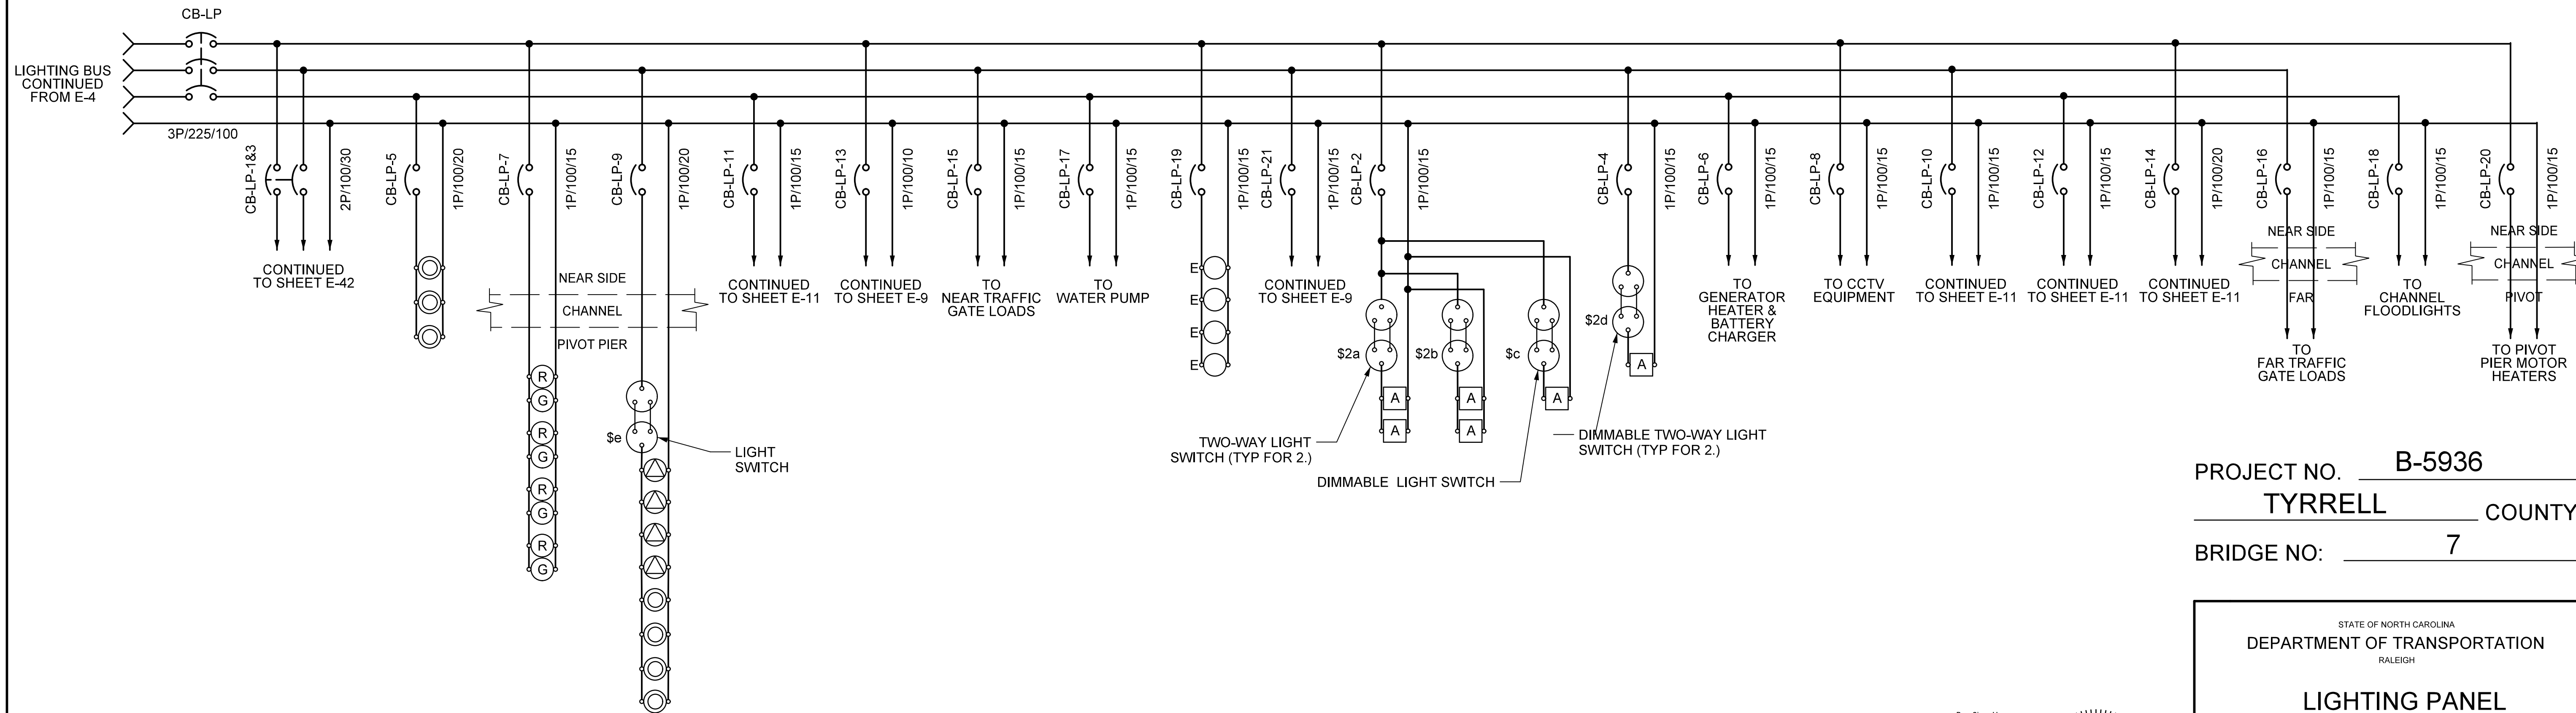 CB-LP
LIGHTING BUS
CONTINUED
FROM E-4
3P/225/100
CB-LP-1&3
2P/100/30
CONTINUED
TO SHEET E-42
CB-LP-5
1P/100/20
CB-LP-7
1P/100/15
NEAR SIDE
CHANNEL
PIVOT PIER
R
G
R
G
R
G
R
G
CB-LP-9
1P/100/20
$e
LIGHT
SWITCH
CB-LP-11
1P/100/15
CONTINUED
TO SHEET E-11
CB-LP-13
1P/100/10
CONTINUED
TO SHEET E-9
CB-LP-15
1P/100/15
TO
NEAR TRAFFIC
GATE LOADS
CB-LP-17
1P/100/15
TO
WATER PUMP
CB-LP-19
1P/100/15
E
E
E
E
CB-LP-21
1P/100/15
CONTINUED
TO SHEET E-9
CB-LP-2
1P/100/15
$2a
$2b
$c
A
A
A
A
A
TWO-WAY LIGHT
SWITCH (TYP FOR 2.)
DIMMABLE LIGHT SWITCH
CB-LP-4
1P/100/15
$2d
A
DIMMABLE TWO-WAY LIGHT
SWITCH (TYP FOR 2.)
CB-LP-6
1P/100/15
TO
GENERATOR
HEATER &
BATTERY
CHARGER
CB-LP-8
1P/100/15
TO CCTV
EQUIPMENT
CB-LP-10
1P/100/15
CONTINUED
TO SHEET E-11
CB-LP-12
1P/100/15
CONTINUED
TO SHEET E-11
CB-LP-14
1P/100/20
CONTINUED
TO SHEET E-11
CB-LP-16
1P/100/15
NEAR SIDE
CHANNEL
FAR
TO
FAR TRAFFIC
GATE LOADS
CB-LP-18
1P/100/15
TO
CHANNEL
FLOODLIGHTS
CB-LP-20
1P/100/15
NEAR SIDE
CHANNEL
PIVOT
TO PIVOT
PIER MOTOR
HEATERS
PROJECT NO. B-5936
TYRRELL COUNTY
BRIDGE NO: 7
STATE OF NORTH CAROLINA
DEPARTMENT OF TRANSPORTATION
RALEIGH
LIGHTING PANEL